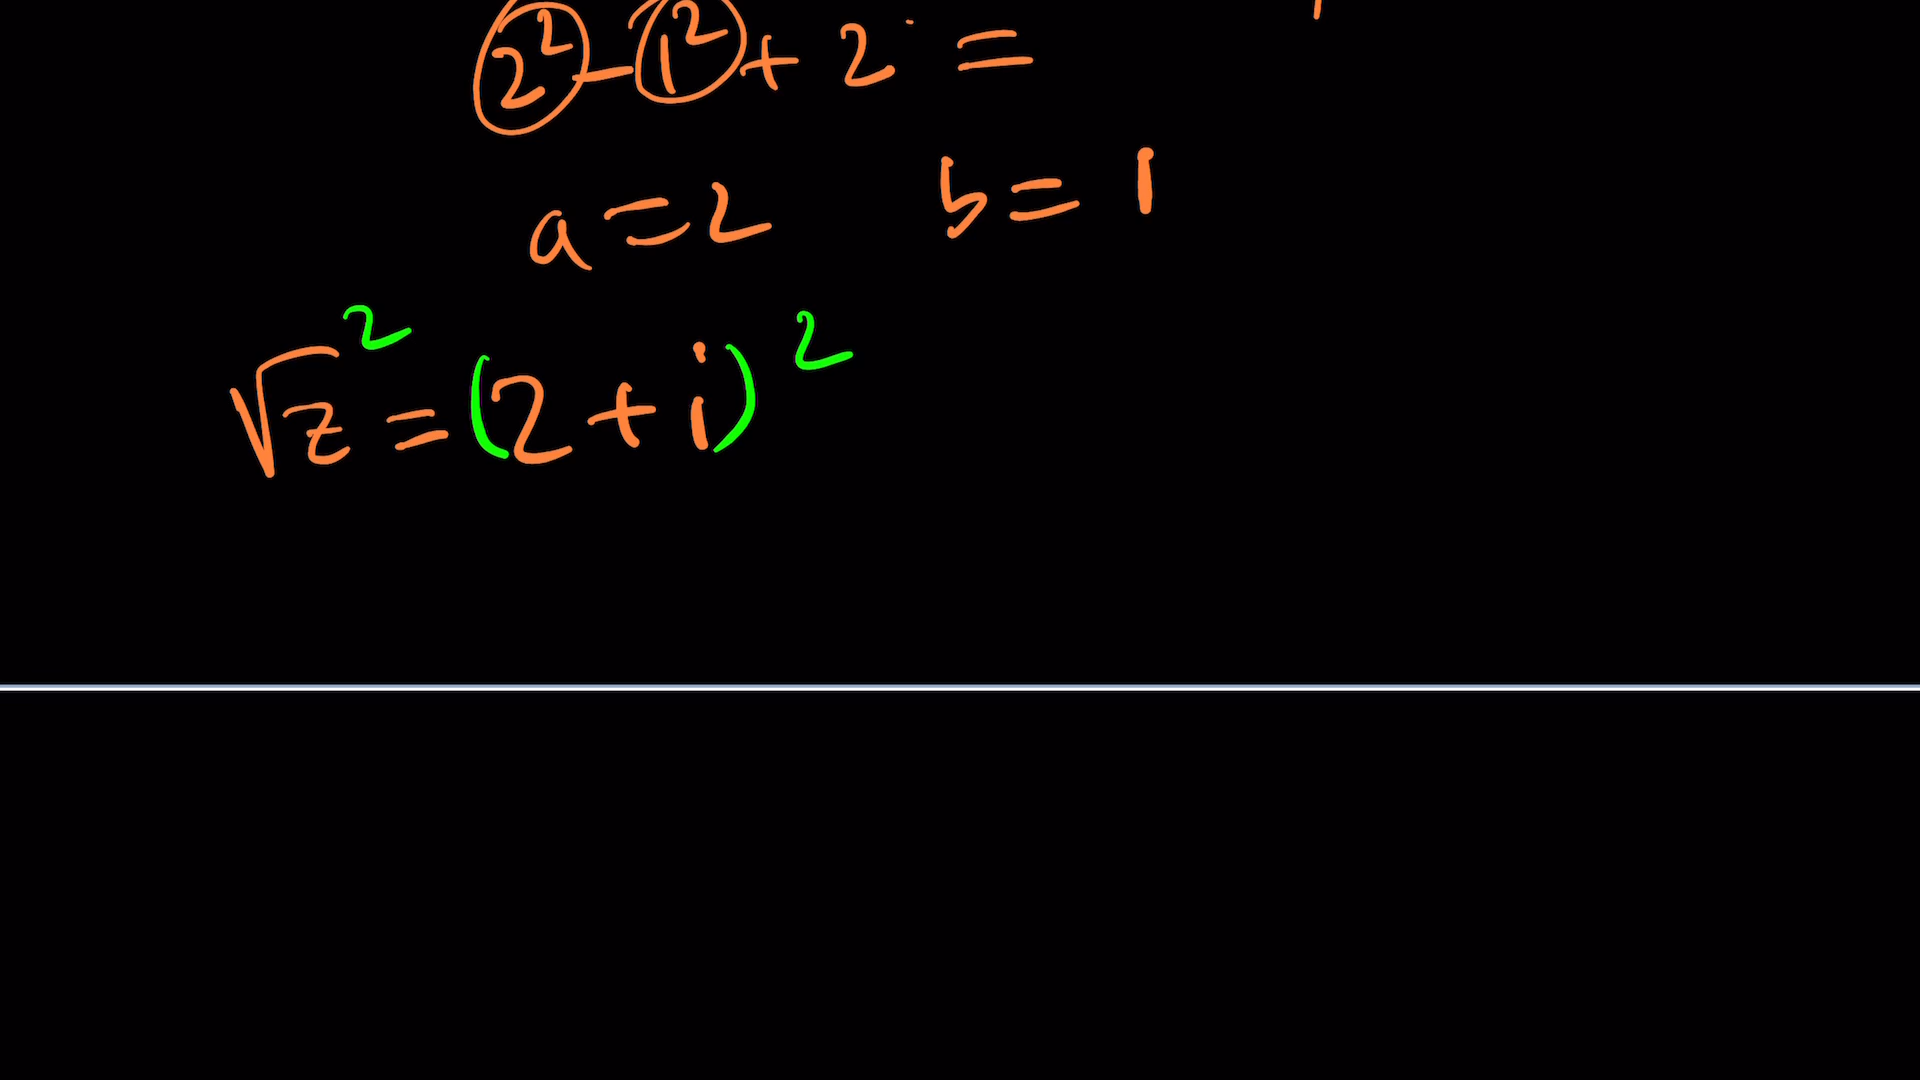 2² - 1² + 2 =
a = 2 b = 1
√z² = (2 + i)²